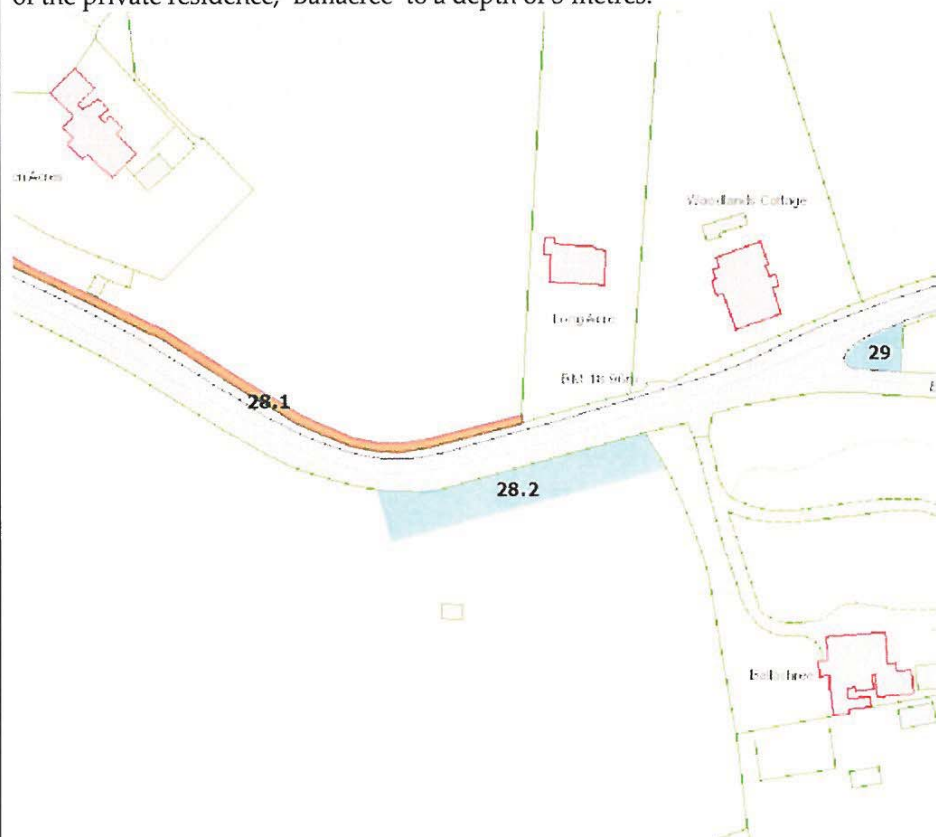 of the private residence, 'Ballacree' to a depth of 5 metres.
Woodlands Cottage
Long Acre
29
28.1
28.2